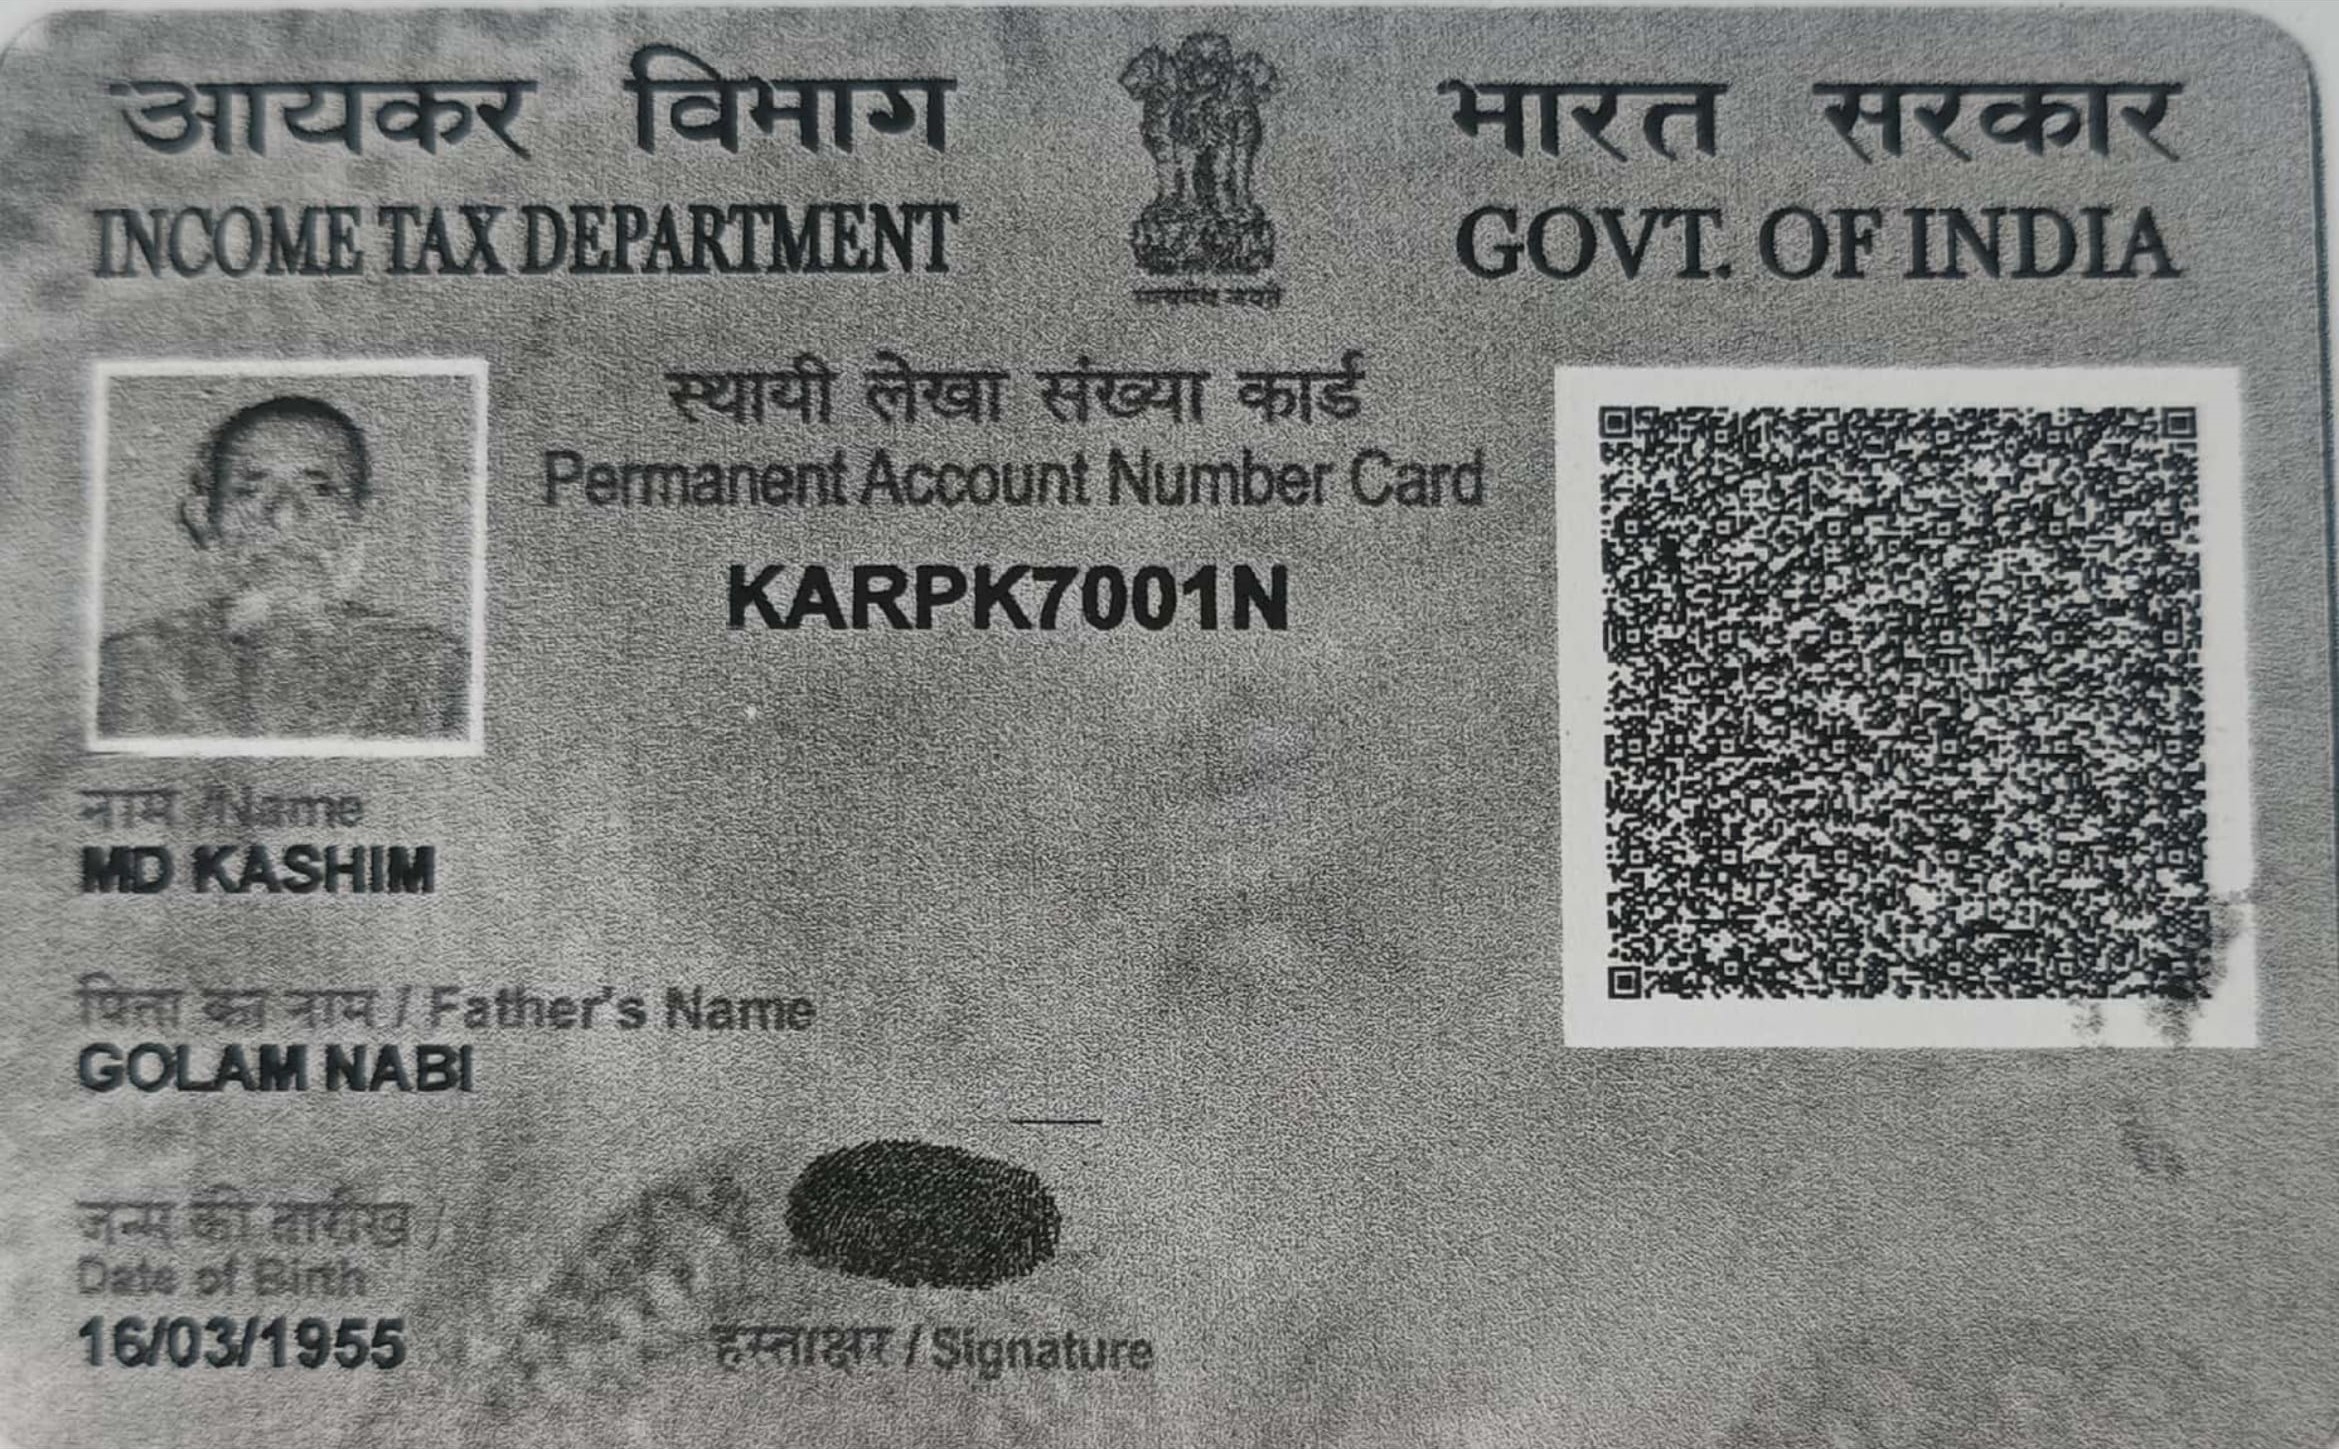 आयकर विभाग
INCOME TAX DEPARTMENT
भारत सरकार
GOVT. OF INDIA
सत्यमेव जयते
स्थायी लेखा संख्या कार्ड
Permanent Account Number Card
KARPK7001N
नाम /Name
MD KASHIM
पिता का नाम / Father's Name
GOLAM NABI
जन्म की तारीख /
Date of Birth
16/03/1955
हस्ताक्षर / Signature